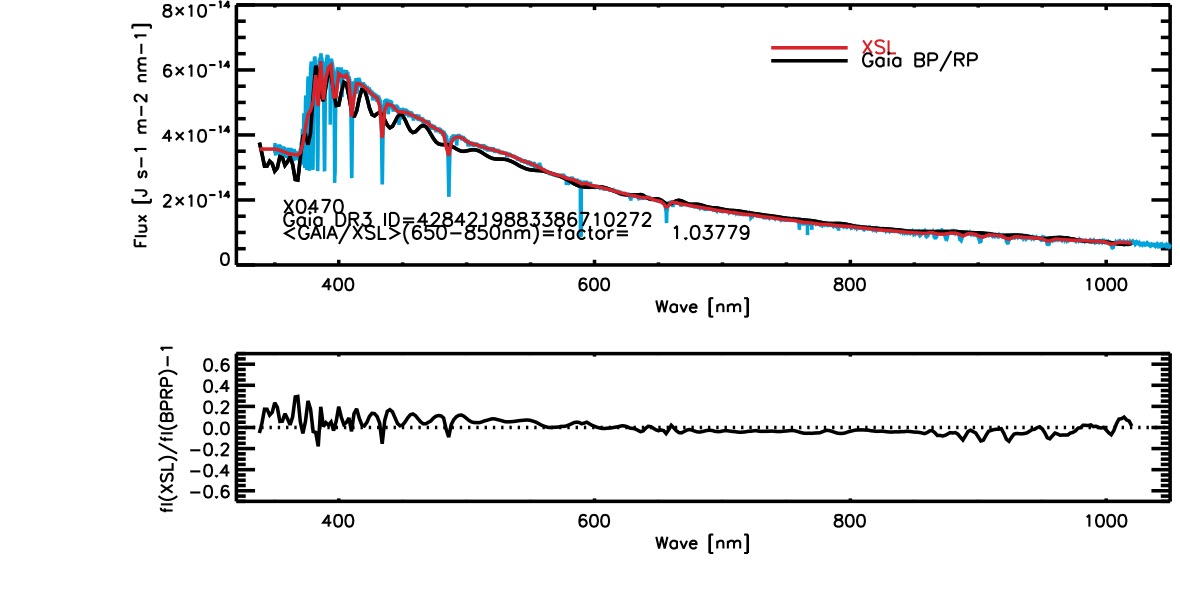 8×10⁻¹⁴
6×10⁻¹⁴
4×10⁻¹⁴
2×10⁻¹⁴
0
Flux [J s−1 m−2 nm−1]
XSL
Gaia BP/RP
X0470
Gaia DR3 ID=4284219883386710272
<GAIA/XSL>(650−850nm)=factor= 1.03779
400 600 800 1000
Wave [nm]
fl(XSL)/fl(BPRP)−1
0.6
0.4
0.2
0.0
−0.2
−0.4
−0.6
400 600 800 1000
Wave [nm]